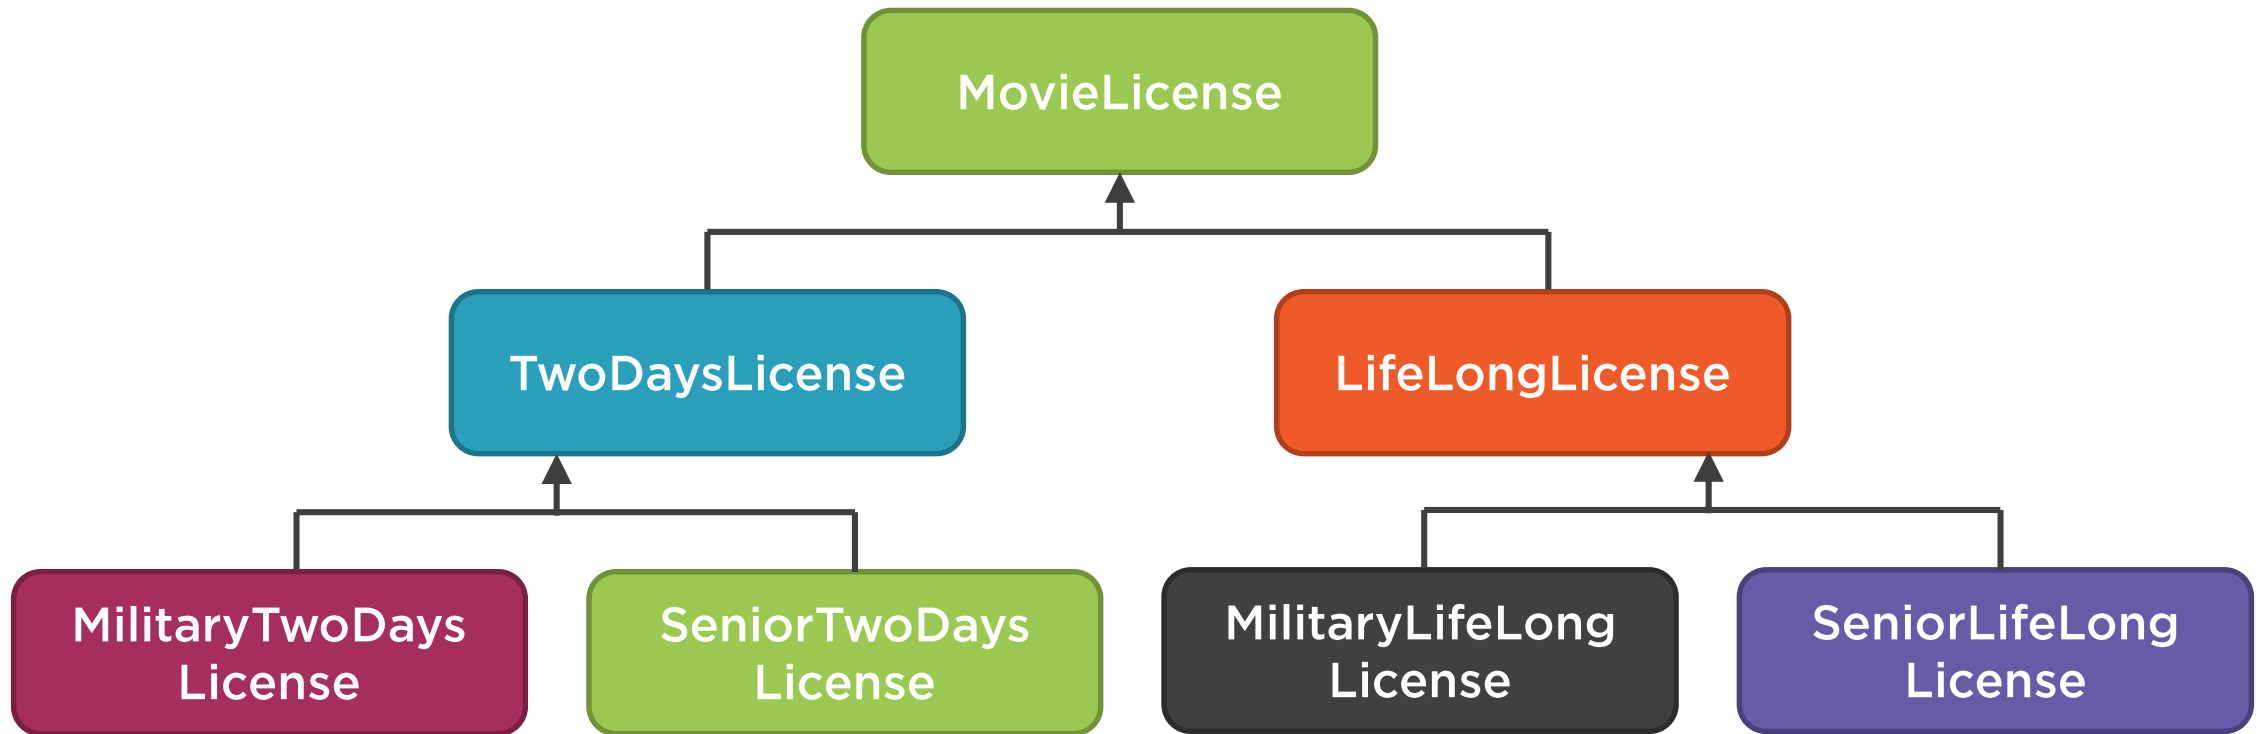 MovieLicense
TwoDaysLicense
LifeLongLicense
MilitaryTwoDays
License
SeniorTwoDays
License
MilitaryLifeLong
License
SeniorLifeLong
License